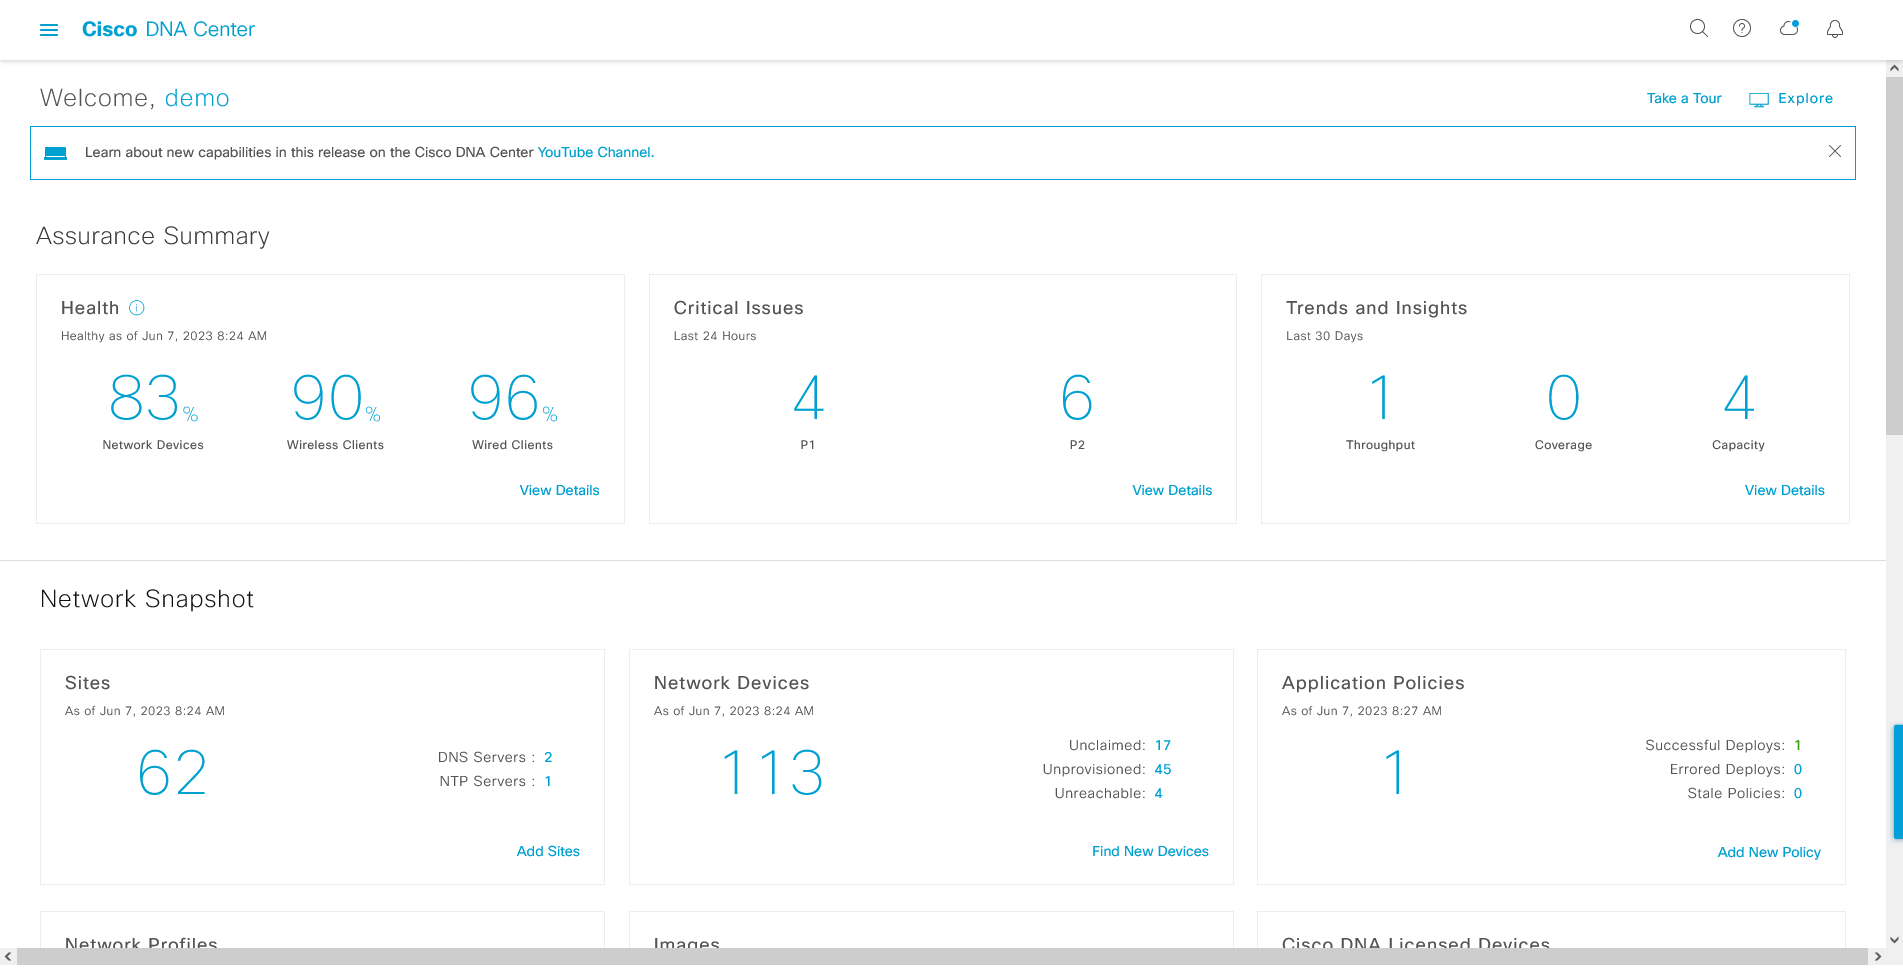 Cisco DNA Center
Welcome, demo
Take a Tour
Explore
Learn about new capabilities in this release on the Cisco DNA Center YouTube Channel.
Assurance Summary
Health
Healthy as of Jun 7, 2023 8:24 AM
83%
Network Devices
90%
Wireless Clients
96%
Wired Clients
View Details
Critical Issues
Last 24 Hours
4
P1
6
P2
View Details
Trends and Insights
Last 30 Days
1
Throughput
0
Coverage
4
Capacity
View Details
Network Snapshot
Sites
As of Jun 7, 2023 8:24 AM
62
DNS Servers : 2
NTP Servers : 1
Add Sites
Network Devices
As of Jun 7, 2023 8:24 AM
113
Unclaimed: 17
Unprovisioned: 45
Unreachable: 4
Find New Devices
Application Policies
As of Jun 7, 2023 8:27 AM
1
Successful Deploys: 1
Errored Deploys: 0
Stale Policies: 0
Add New Policy
Network Profiles
Images
Cisco DNA Licensed Devices